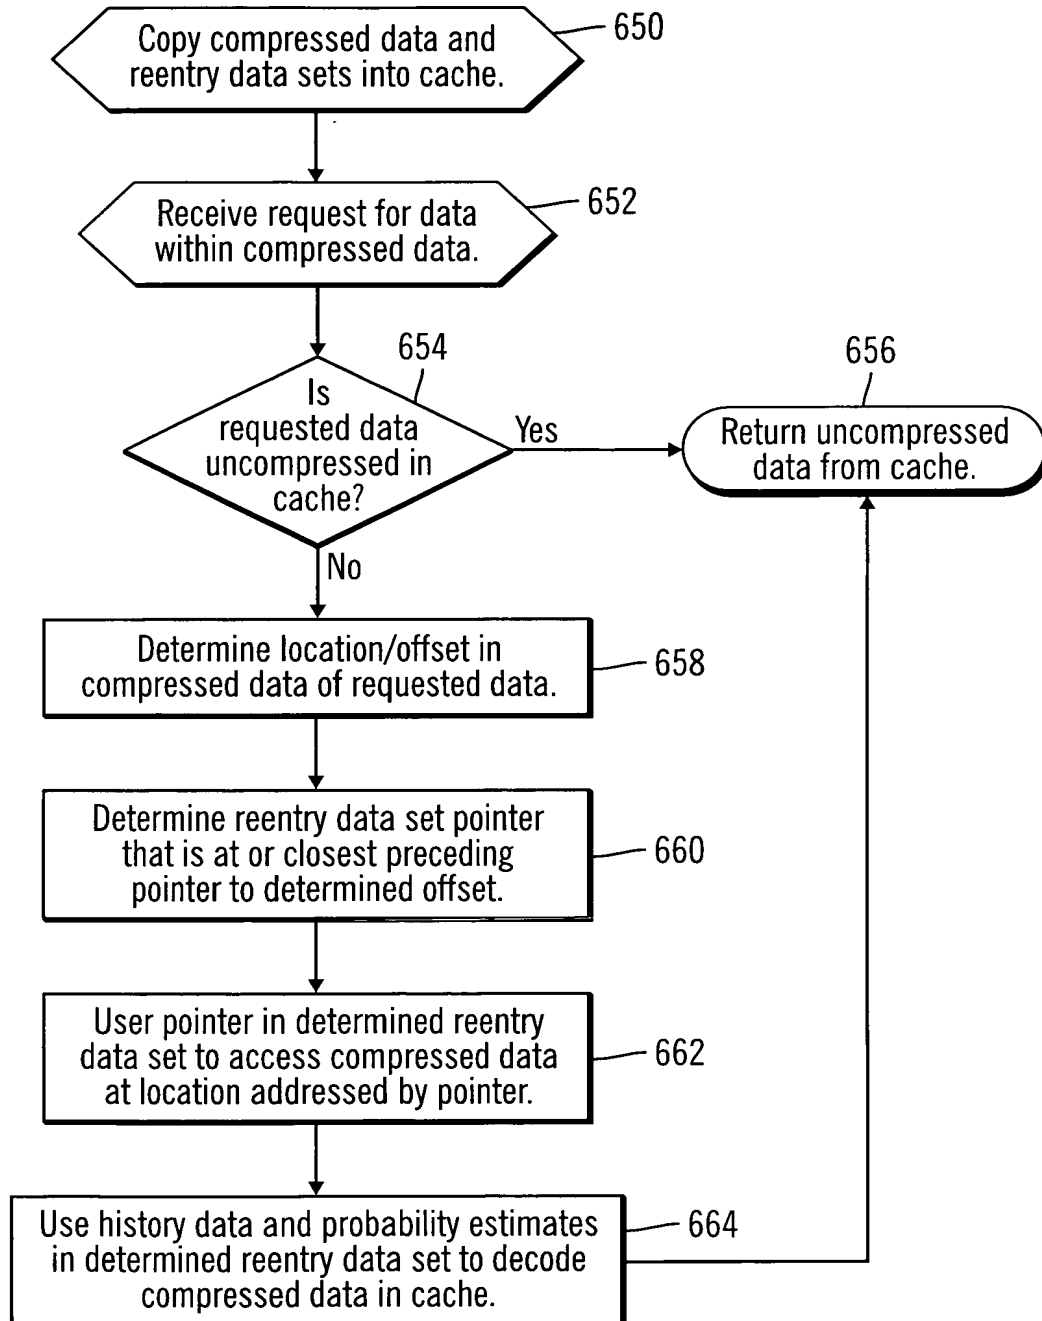 Copy compressed data and
reentry data sets into cache.
650
Receive request for data
within compressed data.
652
654
Is
requested data
uncompressed in
cache?
Yes
656
Return uncompressed
data from cache.
No
Determine location/offset in
compressed data of requested data.
658
Determine reentry data set pointer
that is at or closest preceding
pointer to determined offset.
660
User pointer in determined reentry
data set to access compressed data
at location addressed by pointer.
662
Use history data and probability estimates
in determined reentry data set to decode
compressed data in cache.
664